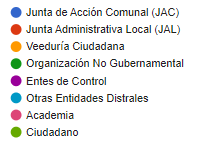 Junta de Acción Comunal (JAC)
Junta Administrativa Local (JAL)
Veeduría Ciudadana
Organización No Gubernamental
Entes de Control
Otras Entidades Distrales
Academia
Ciudadano